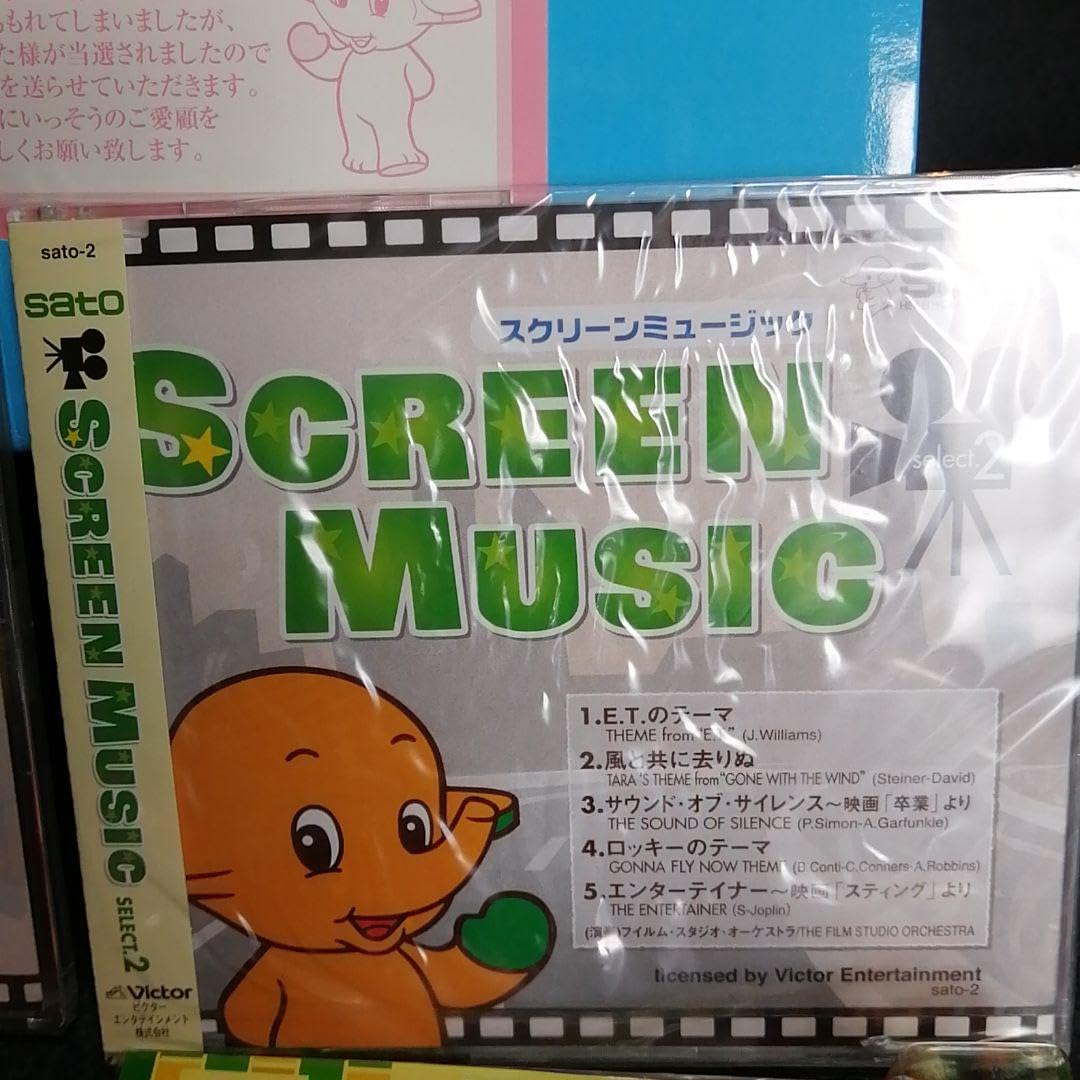 もれてしまいましたが、
た様が当選されましたので
を送らせていただきます。
にいっそうのご愛顧を
しくお願い致します。
sato-2
sato
SCREEN MUSIC SELECT.2
Victor
ビクター
エンタテインメント
株式会社
スクリーンミュージック
SCREEN
MUSIC
select.2
1.E.T.のテーマ
THEME from "E.T." (J.Williams)
2.風と共に去りぬ
TARA'S THEME from "GONE WITH THE WIND" (Steiner-David)
3.サウンド・オブ・サイレンス～映画「卒業」より
THE SOUND OF SILENCE (P.Simon-A.Garfunkie)
4.ロッキーのテーマ
GONNA FLY NOW THEME (B.Conti-C.Conners-A.Robbins)
5.エンターテイナー～映画「スティング」より
THE ENTERTAINER (S-Joplin)
(演奏)フイルム・スタジオ・オーケストラ/THE FILM STUDIO ORCHESTRA
licensed by Victor Entertainment
sato-2